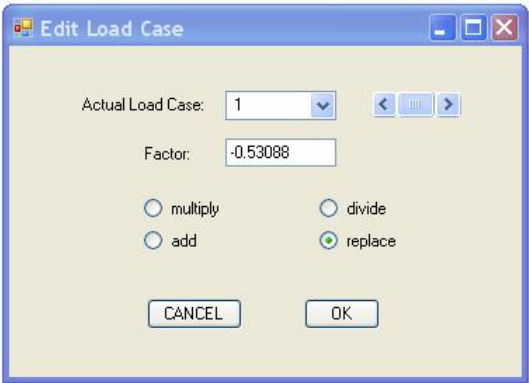 Edit Load Case
Actual Load Case: 1
Factor: -0.53088
multiply divide
add replace
CANCEL OK